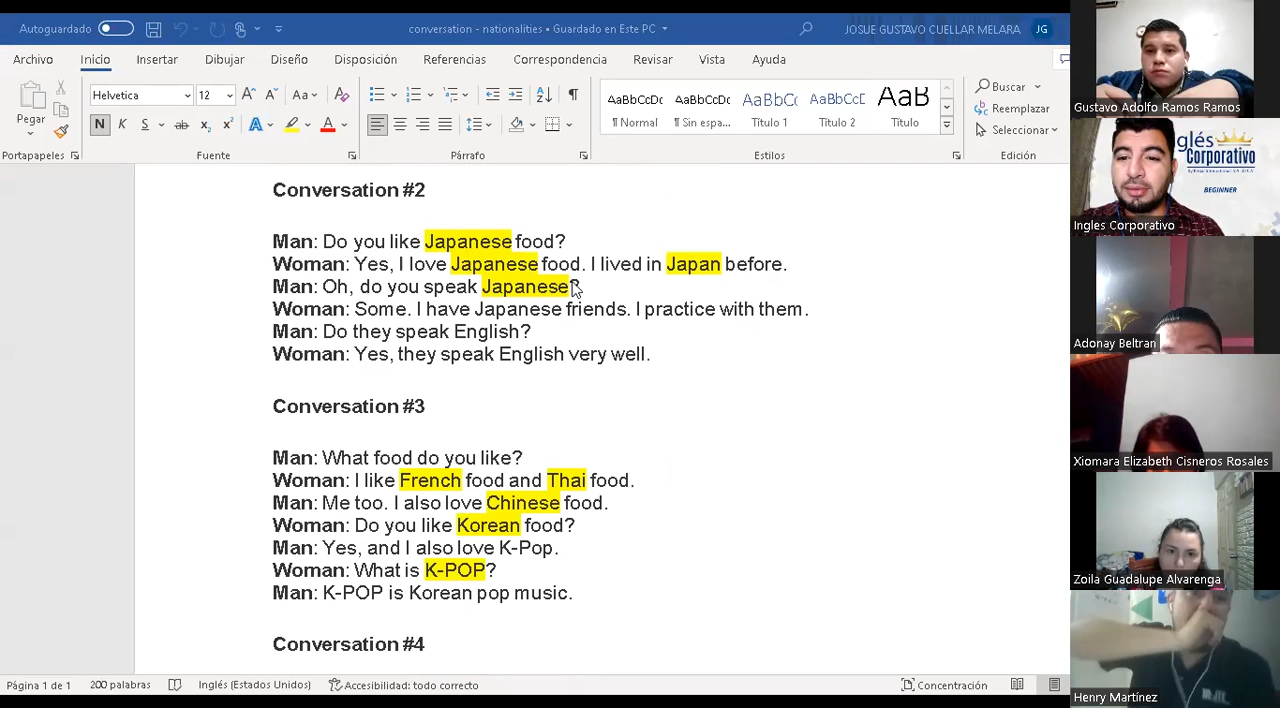 Autoguardado
conversation - nationalities • Guardado en Este PC
JOSUE GUSTAVO CUELLAR MELARA
JG
Archivo Inicio Insertar Dibujar Diseño Disposición Referencias Correspondencia Revisar Vista Ayuda
Pegar
Helvetica 12
Aa
N K S ab x₂ x² A A
AaBbCcDc AaBbCcDc AaBbCc AaBbCcD AaB
¶ Normal ¶ Sin espa... Título 1 Título 2 Título
Buscar
Reemplazar
Seleccionar
Portapapeles Fuente Párrafo Estilos Edición
Conversation #2
Man: Do you like Japanese food?
Woman: Yes, I love Japanese food. I lived in Japan before.
Man: Oh, do you speak Japanese?
Woman: Some. I have Japanese friends. I practice with them.
Man: Do they speak English?
Woman: Yes, they speak English very well.
Conversation #3
Man: What food do you like?
Woman: I like French food and Thai food.
Man: Me too. I also love Chinese food.
Woman: Do you like Korean food?
Man: Yes, and I also love K-Pop.
Woman: What is K-POP?
Man: K-POP is Korean pop music.
Conversation #4
Página 1 de 1 200 palabras Inglés (Estados Unidos) Accesibilidad: todo correcto Concentración
Gustavo Adolfo Ramos Ramos
glés
Corporativo
BEGINNER
Ingles Corporativo
Adonay Beltran
Xiomara Elizabeth Cisneros Rosales
Zoila Guadalupe Alvarenga
Henry Martínez